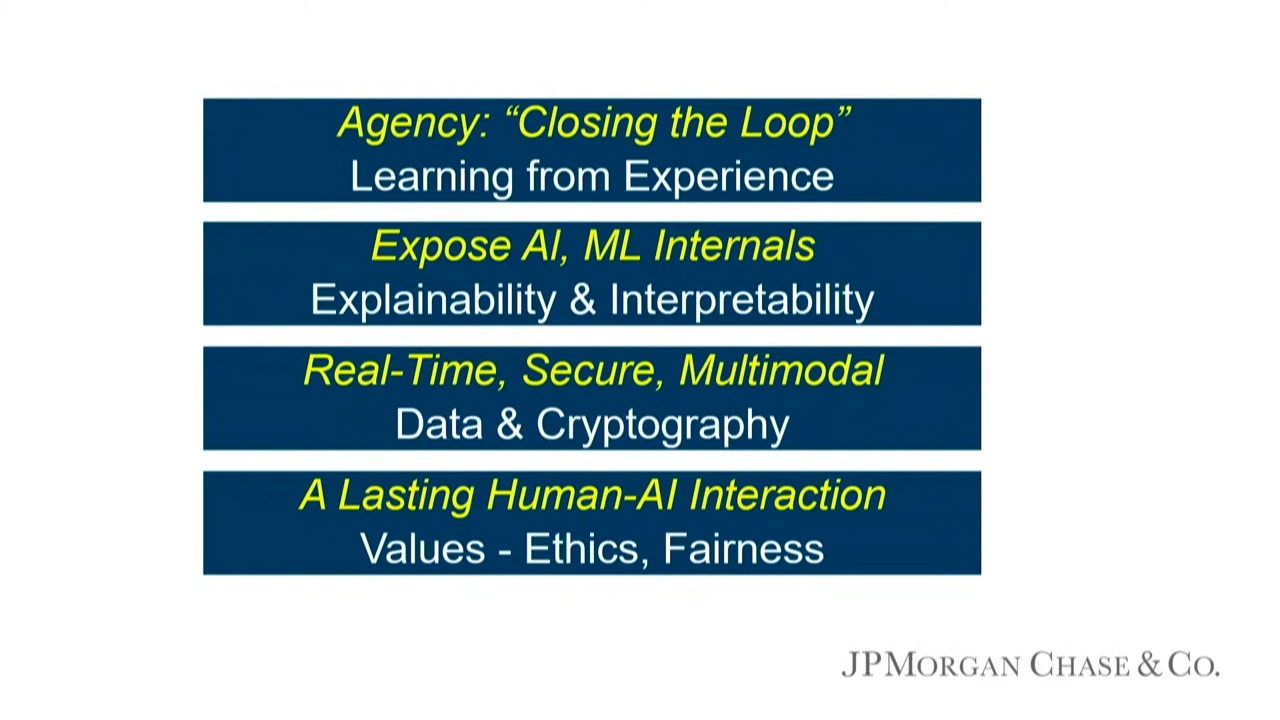 Agency: “Closing the Loop”
Learning from Experience
Expose AI, ML Internals
Explainability & Interpretability
Real-Time, Secure, Multimodal
Data & Cryptography
A Lasting Human-AI Interaction
Values - Ethics, Fairness
JPMORGAN CHASE & CO.